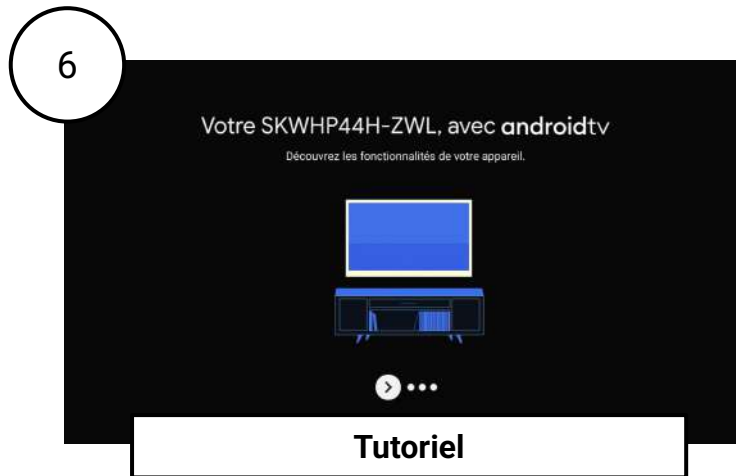 6
Votre SKWHP44H-ZWL, avec androidtv
Découvrez les fonctionnalités de votre appareil.
Tutoriel